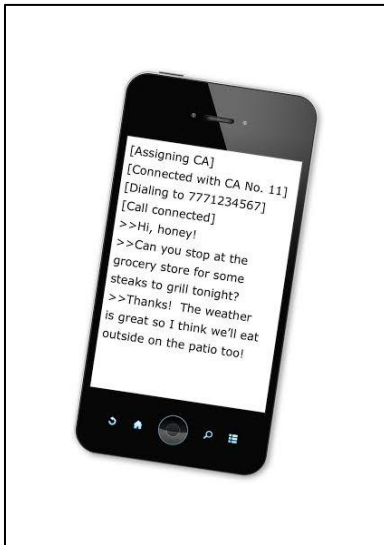 [Assigning CA]
[Connected with CA No. 11]
[Dialing to 7771234567]
[Call connected]
>>Hi, honey!
>>Can you stop at the
grocery store for some
steaks to grill tonight?
>>Thanks!  The weather
is great so I think we'll eat
outside on the patio too!